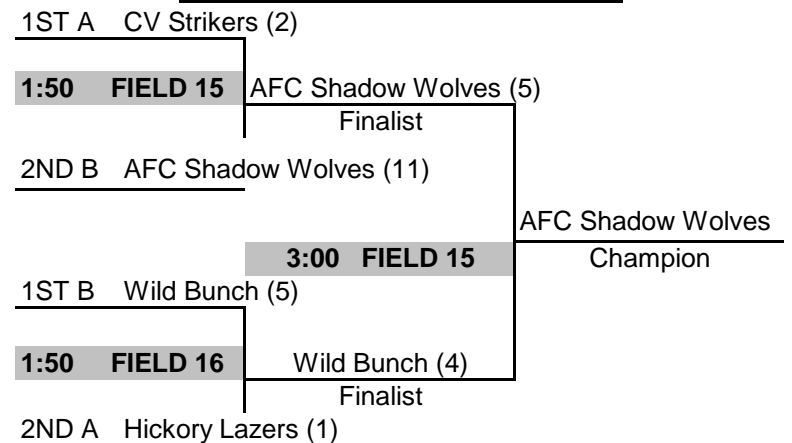 1ST A CV Strikers (2)
1:50 FIELD 15 AFC Shadow Wolves (5)
Finalist
2ND B AFC Shadow Wolves (11)
AFC Shadow Wolves
3:00 FIELD 15 Champion
1ST B Wild Bunch (5)
1:50 FIELD 16 Wild Bunch (4)
Finalist
2ND A Hickory Lazers (1)